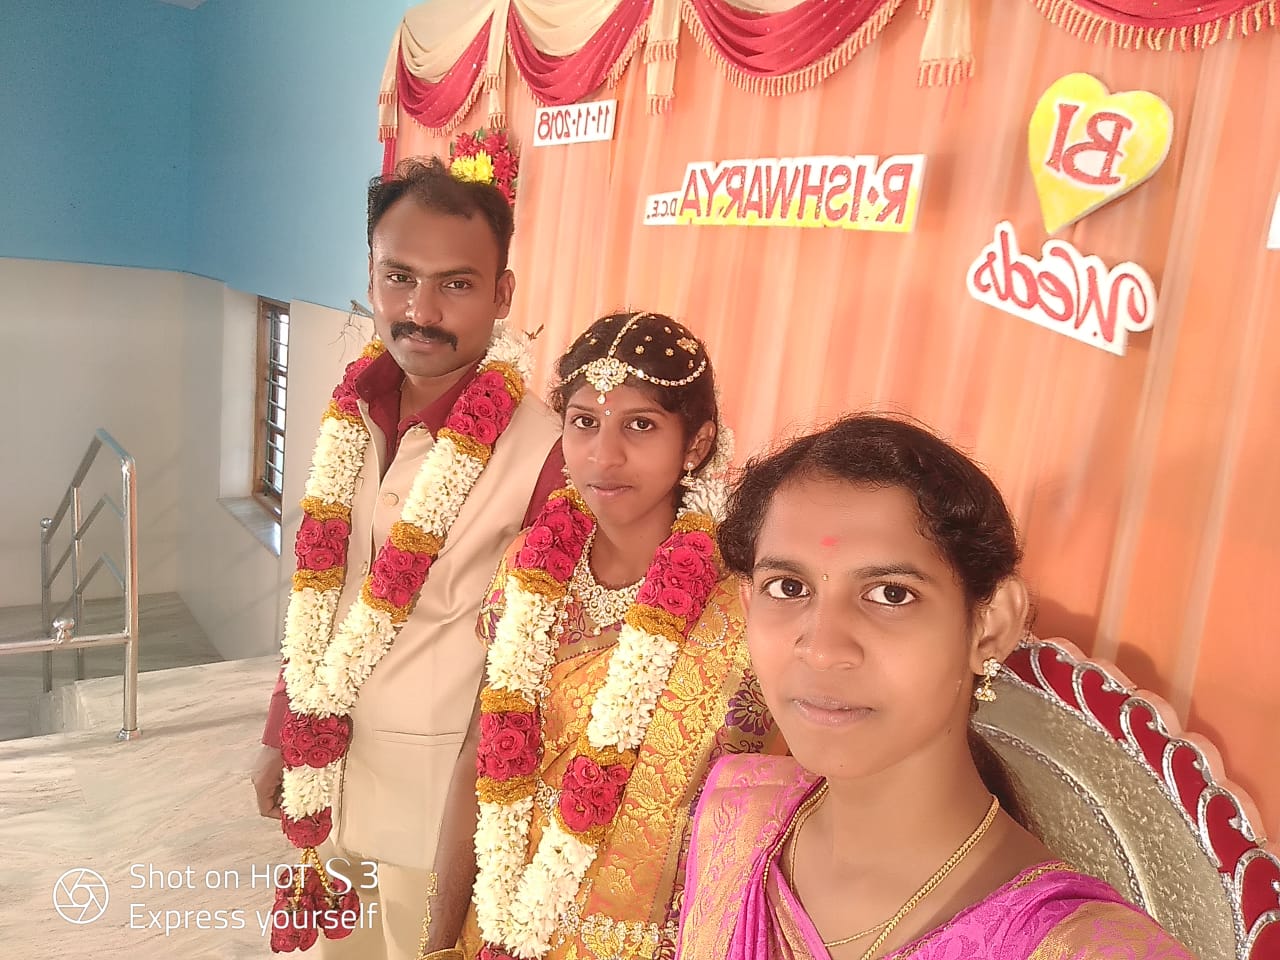 11·11·2018
BI
R·ISHWARYA D.C.E.,
Weds
Shot on HOT S3
Express yourself